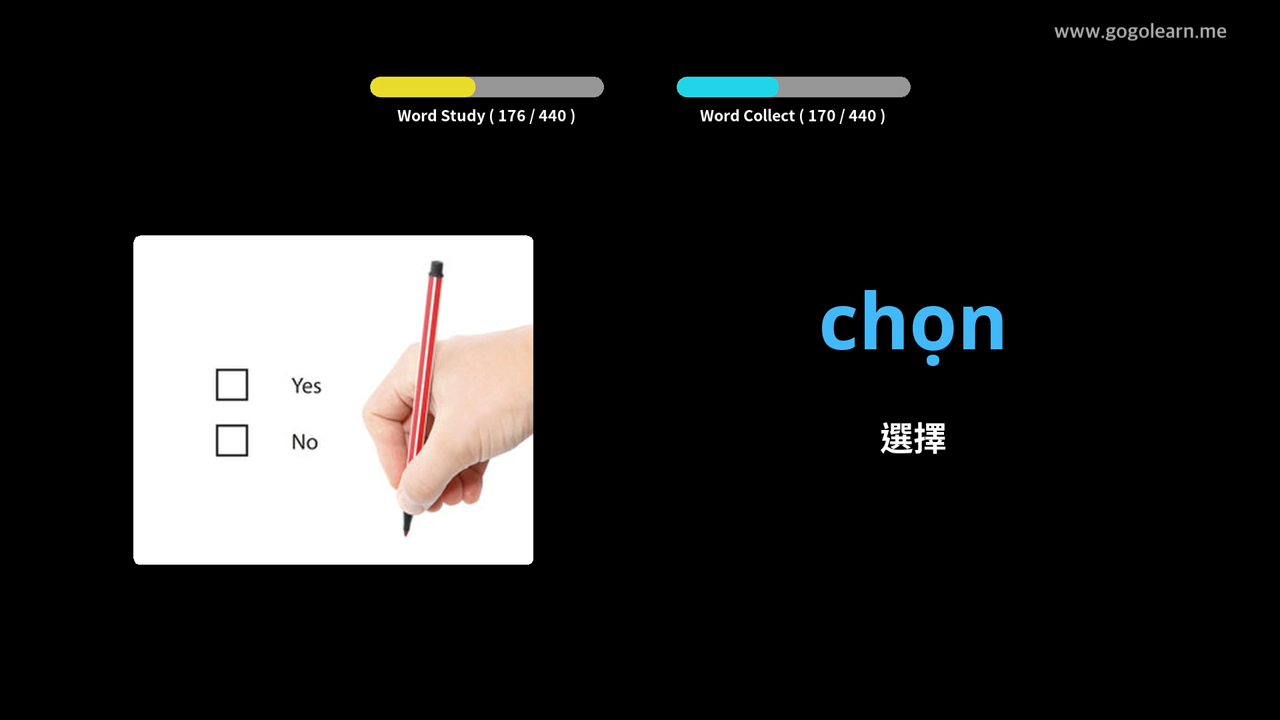 www.gogolearn.me
Word Study ( 176 / 440 )
Word Collect ( 170 / 440 )
Yes
No
chọn
選擇